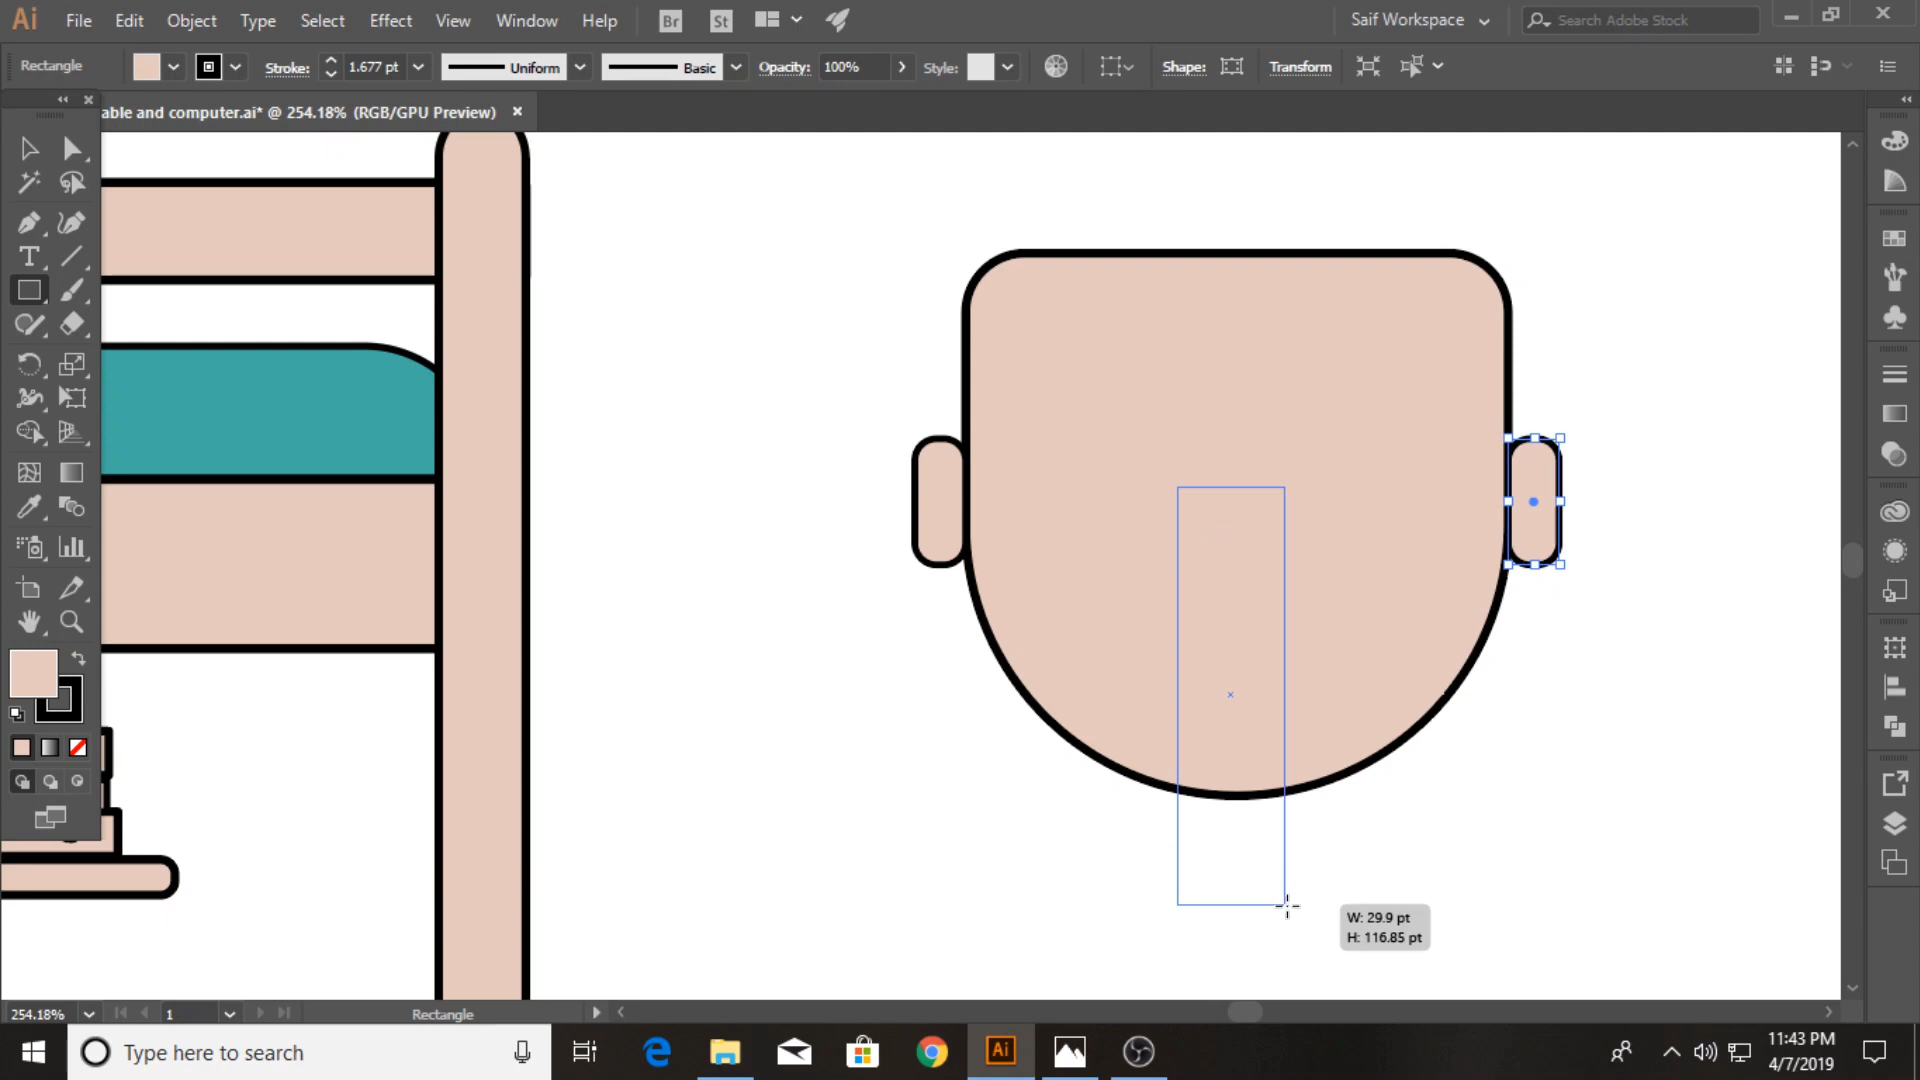 Ai File Edit Object Type Select Effect View Window Help Br St Saif Workspace Search Adobe Stock
Rectangle Stroke: 1.677 pt Uniform Basic Opacity: 100% Style: Shape: Transform
able and computer.ai* @ 254.18% (RGB/GPU Preview)
T
W: 29.9 pt
H: 116.85 pt
254.18% 1 Rectangle
Type here to search
Ai
11:43 PM
4/7/2019